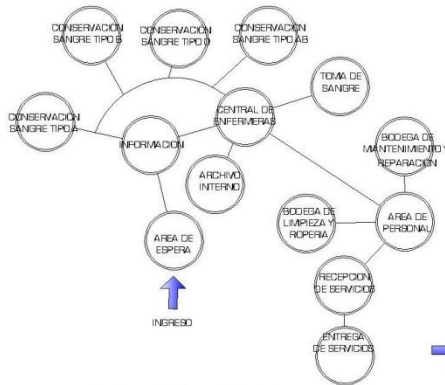 CONSERVACION
SANGRE TIPO B
CONSERVACION
SANGRE TIPO O
CONSERVACION
SANGRE TIPO AB
TOMA DE
SANGRE
CONSERVACION
SANGRE TIPO A
CENTRAL DE
ENFERMERAS
INFORMACION
BODEGA DE
MANTENIMIENTO Y
REPARACION
ARCHIVO
INTERNO
BODEGA DE
LIMPIEZA Y
ROPERIA
AREA DE
PERSONAL
AREA DE
ESPERA
RECEPCION
DE SERVICIOS
INGRESO
ENTREGA
DE SERVICIOS